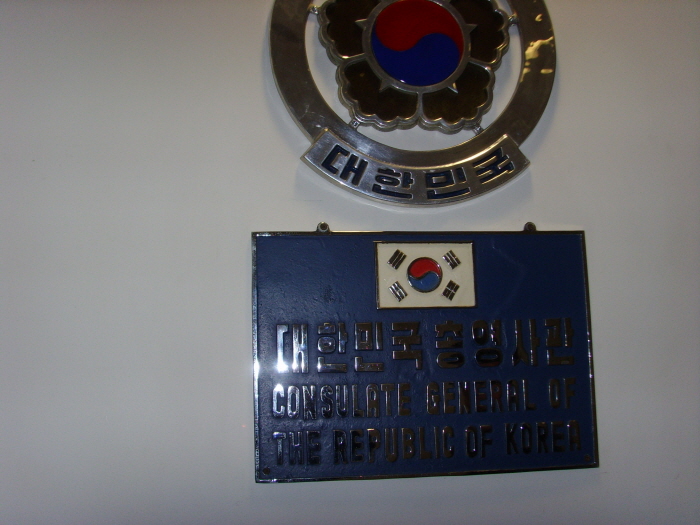 대한민국
대한민국총영사관
CONSULATE GENERAL OF
THE REPUBLIC OF KOREA